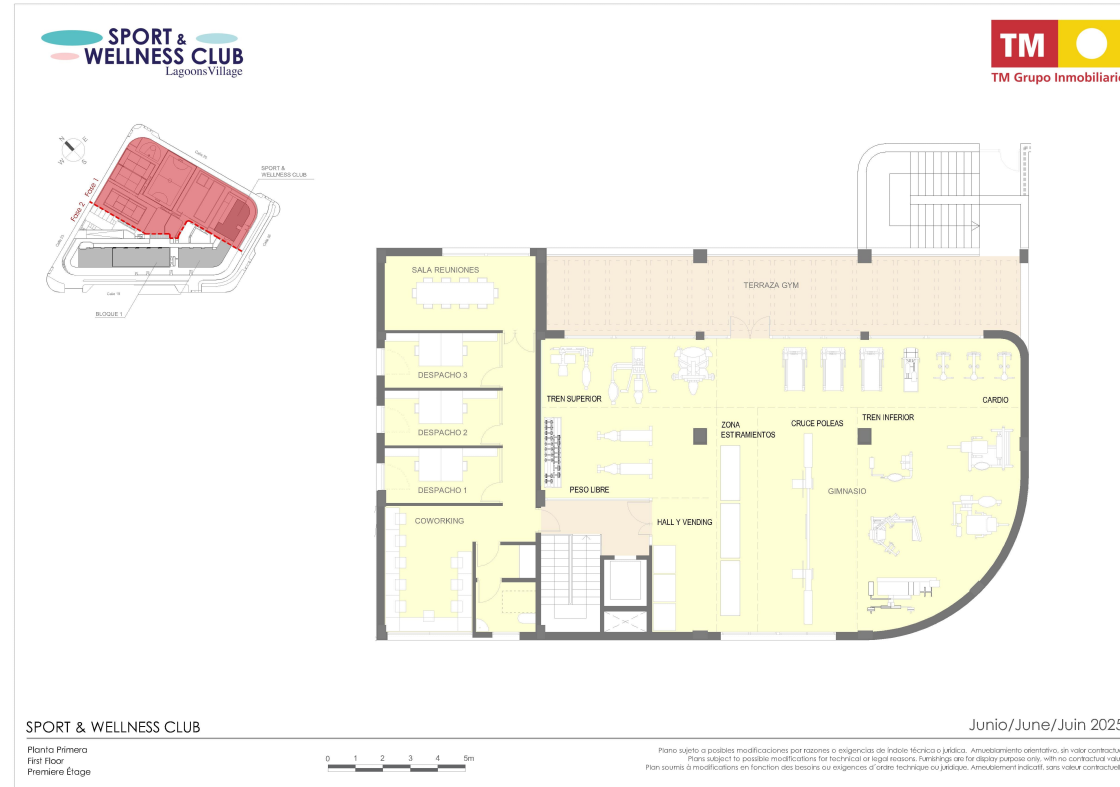 SPORT &
WELLNESS CLUB
LagoonsVillage
TM
TM Grupo Inmobiliario
N
E
W
S
Calle 20
SPORT &
WELLNESS CLUB
Fase 1
Fase 2
BLOQUE 1
SALA REUNIONES
TERRAZA GYM
DESPACHO 3
TREN SUPERIOR
CARDIO
DESPACHO 2
ZONA
ESTIRAMIENTOS
CRUCE POLEAS
TREN INFERIOR
DESPACHO 1
PESO LIBRE
GIMNASIO
COWORKING
HALL Y VENDING
SPORT & WELLNESS CLUB
Junio/June/Juin 2025
Planta Primera
First Floor
Premiere Étage
0 1 2 3 4 5m
Plano sujeto a posibles modificaciones por razones o exigencias de índole técnica o jurídica. Amueblamiento orientativo, sin valor contractu
Plans subject to possible modifications for technical or legal reasons. Furnishings are for display purpose only, with no contractual valu
Plan soumis à modifications en fonction des besoins ou exigences d´ordre technique ou juridique. Ameublement indicatif, sans valeur contractuell